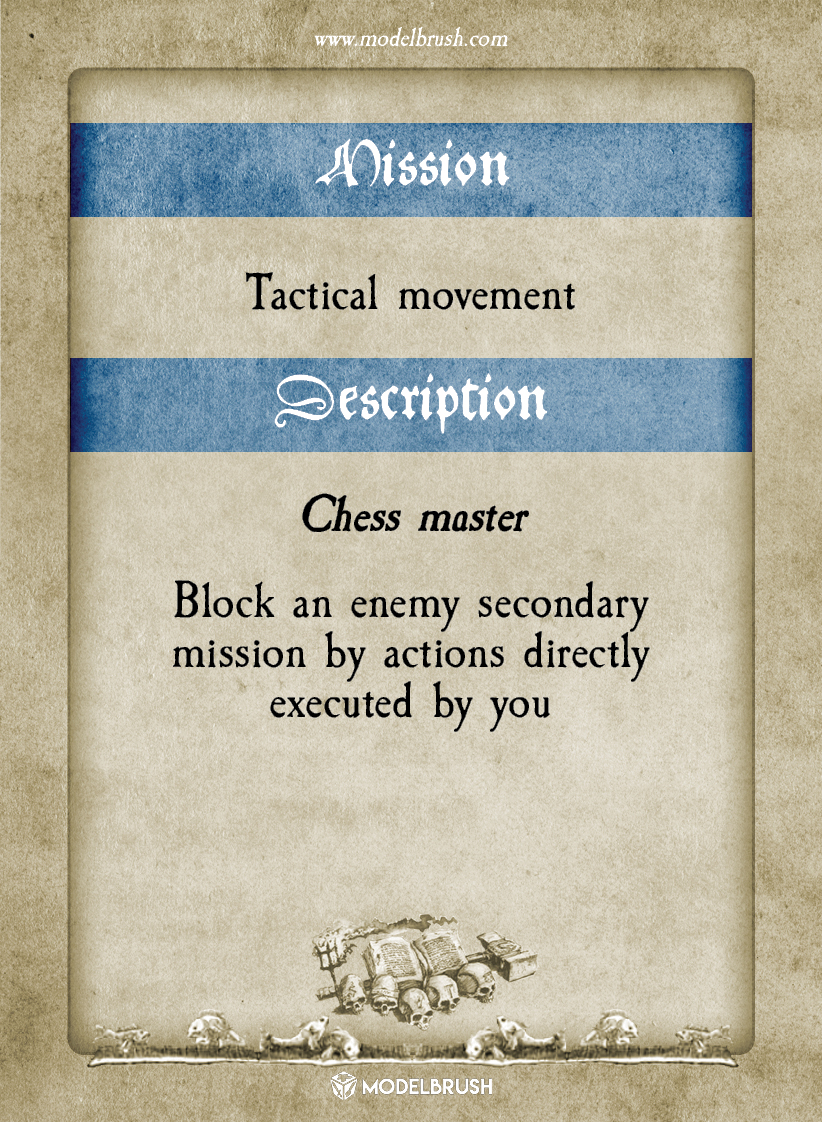 www.modelbrush.com
Mission
Tactical movement
Description
Chess master
Block an enemy secondary
mission by actions directly
executed by you
MODELBRUSH